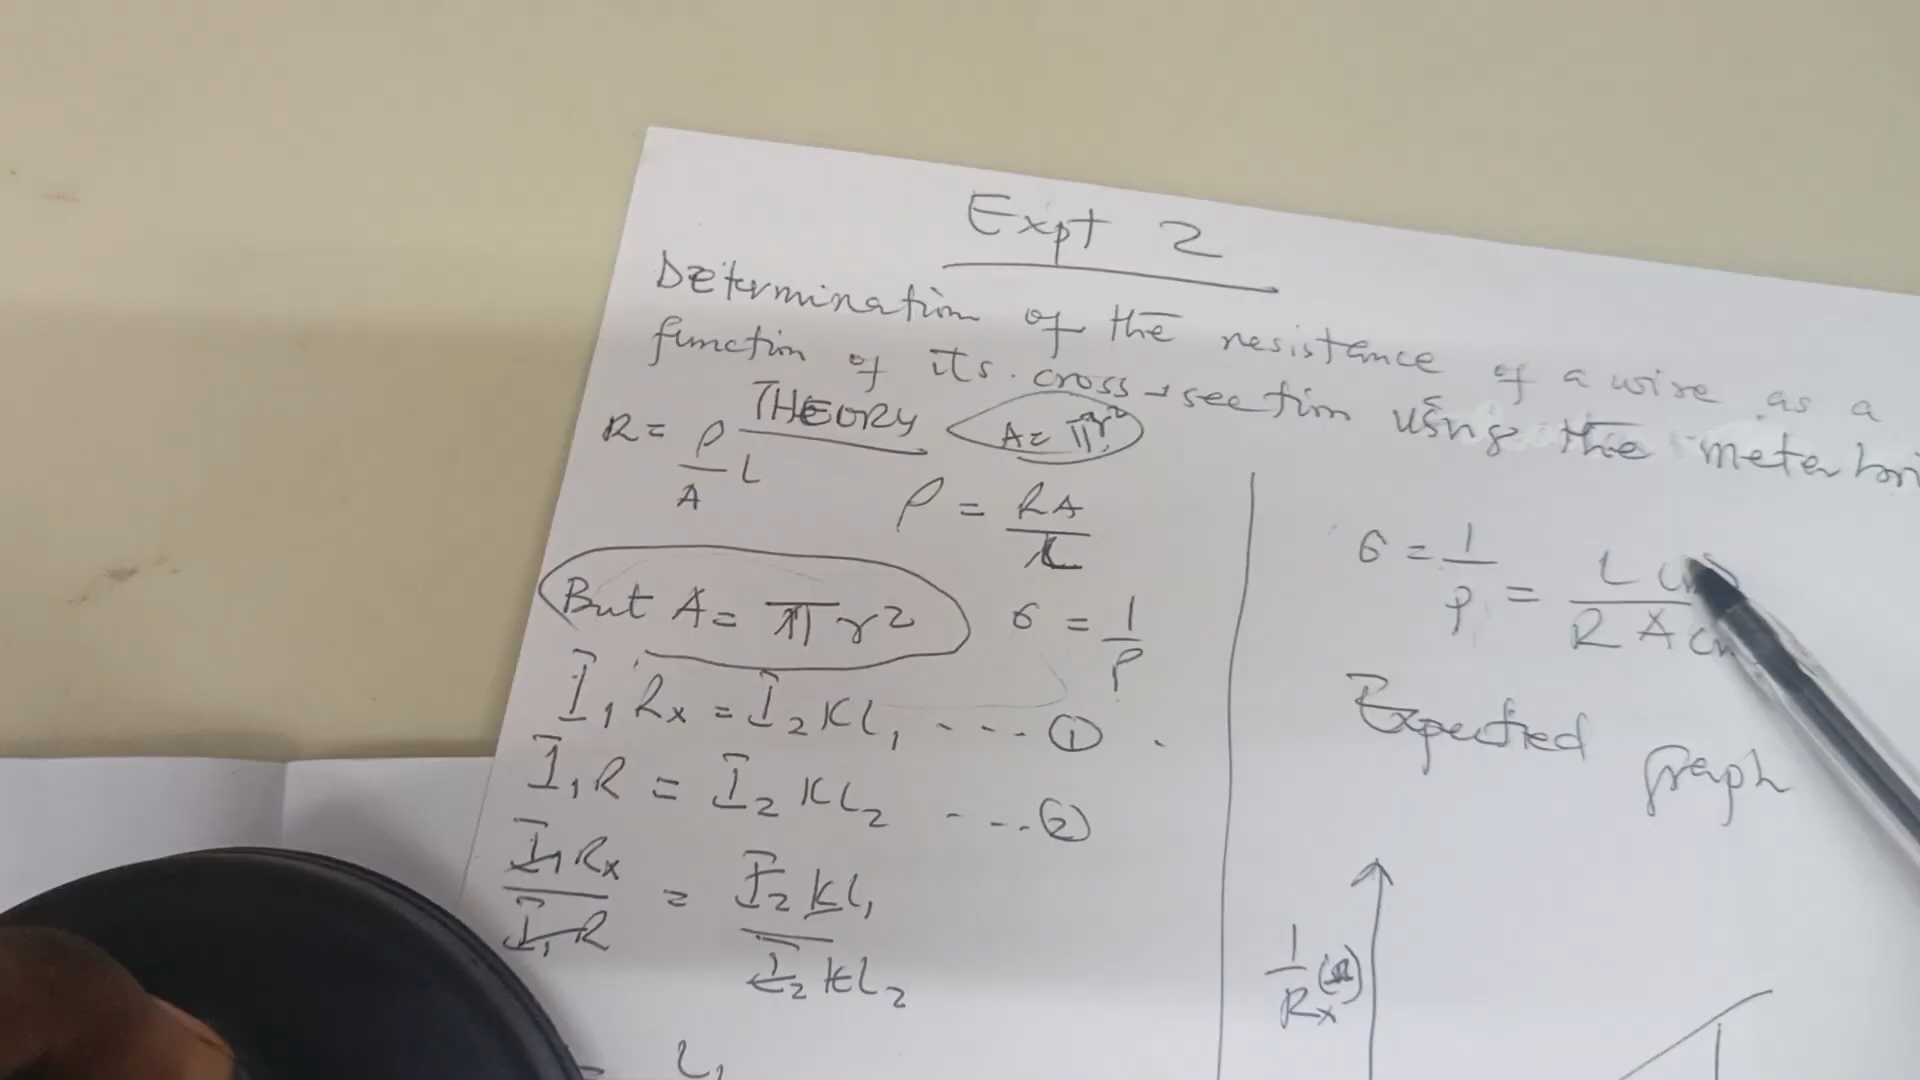 Expt 2
Determination of the resistance of a wire as a
function of its cross-section using the meter
THEORY
R = ρ/A L
A = πr²
ρ = RA/L
But A = πr²
σ = 1/ρ
I₁Rx = I₂Kl₁ ---- ①
I₁R = I₂Kl₂ ---- ②
I₁Rx/I₁R = I₂Kl₁/I₂Kl₂
= L₁
σ = 1/ρ = L/RA
Expected graph
1/Rx